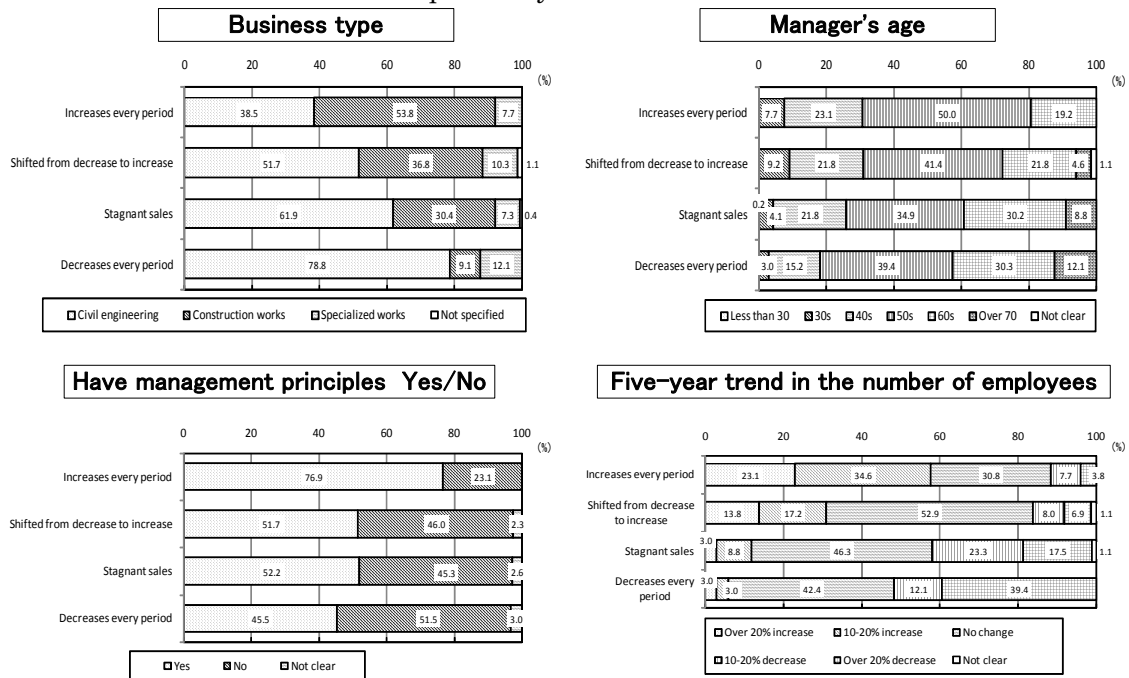 Business type
0 20 40 60 80 100
(%)
Increases every period 38.5 53.8 7.7
Shifted from decrease to increase 51.7 36.8 10.3 1.1
Stagnant sales 61.9 30.4 7.3 0.4
Decreases every period 78.8 9.1 12.1
Civil engineering Construction works Specialized works Not specified
Manager's age
0 20 40 60 80 100
(%)
Increases every period 7.7 23.1 50.0 19.2
Shifted from decrease to increase 9.2 21.8 41.4 21.8 4.6 1.1
Stagnant sales 0.2 4.1 21.8 34.9 30.2 8.8
Decreases every period 3.0 15.2 39.4 30.3 12.1
Less than 30 30s 40s 50s 60s Over 70 Not clear
Have management principles Yes/No
0 20 40 60 80 100
(%)
Increases every period 76.9 23.1
Shifted from decrease to increase 51.7 46.0 2.3
Stagnant sales 52.2 45.3 2.6
Decreases every period 45.5 51.5 3.0
Yes No Not clear
Five-year trend in the number of employees
0 20 40 60 80 100
(%)
Increases every period 23.1 34.6 30.8 7.7 3.8
Shifted from decrease
to increase 13.8 17.2 52.9 8.0 6.9 1.1
Stagnant sales 3.0 8.8 46.3 23.3 17.5 1.1
Decreases every
period 3.0 3.0 42.4 12.1 39.4
Over 20% increase 10-20% increase No change
10-20% decrease Over 20% decrease Not clear